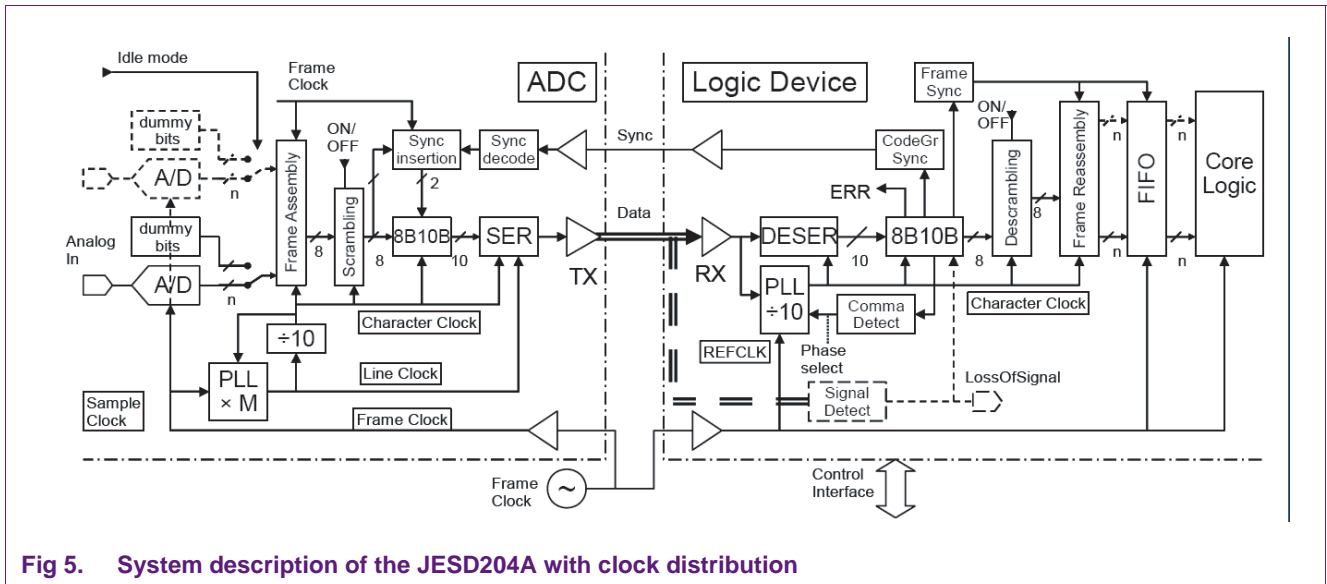 Idle mode
Frame
Clock
ADC
Logic Device
Frame
Sync
dummy
bits
ON/
OFF
Sync
insertion
Sync
decode
Sync
CodeGr
Sync
ON/
OFF
A/D
n
2
ERR
n
n
Frame Assembly
Scrambling
Descrambling
Frame Reassembly
FIFO
Core
Logic
Analog
In
dummy
bits
A/D
n
8
8
8B10B
10
SER
TX
Data
RX
DESER
10
8B10B
8
8
n
n
Character Clock
÷10
PLL
÷10
Comma
Detect
Character Clock
REFCLK
Phase
select
PLL
× M
Line Clock
Signal
Detect
LossOfSignal
Sample
Clock
Frame Clock
Frame
Clock
~
Control
Interface
Fig 5. System description of the JESD204A with clock distribution